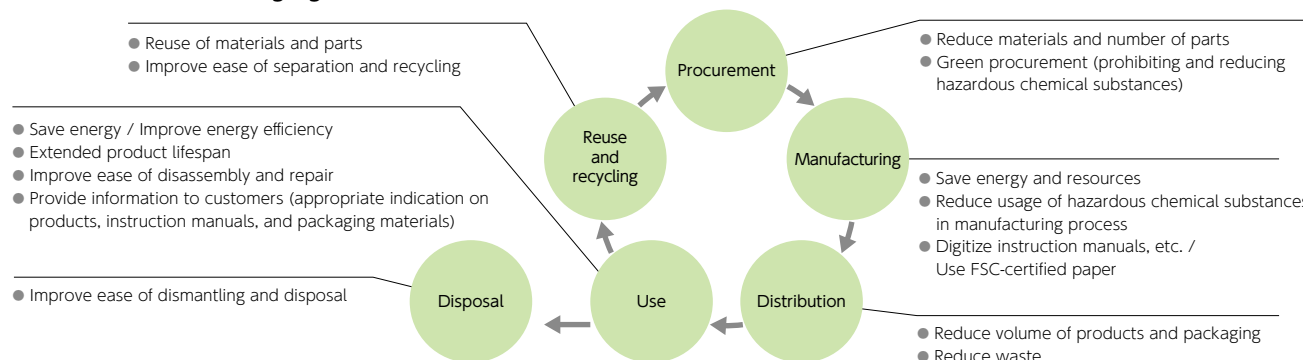 ● Reuse of materials and parts
● Improve ease of separation and recycling
● Save energy / Improve energy efficiency
● Extended product lifespan
● Improve ease of disassembly and repair
● Provide information to customers (appropriate indication on
products, instruction manuals, and packaging materials)
● Improve ease of dismantling and disposal
Procurement
Reuse
and
recycling
Manufacturing
Disposal
Use
Distribution
● Reduce materials and number of parts
● Green procurement (prohibiting and reducing
hazardous chemical substances)
● Save energy and resources
● Reduce usage of hazardous chemical substances
in manufacturing process
● Digitize instruction manuals, etc. /
Use FSC-certified paper
● Reduce volume of products and packaging
● Reduce waste